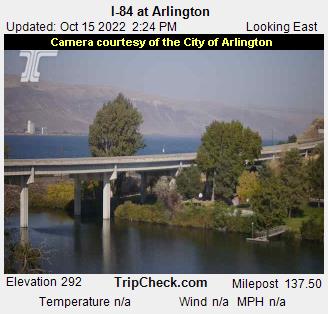 I-84 at Arlington
Updated: Oct 15 2022 2:24 PM Looking East
Camera courtesy of the City of Arlington
Elevation 292 TripCheck.com Milepost 137.50
Temperature n/a Wind n/a MPH n/a